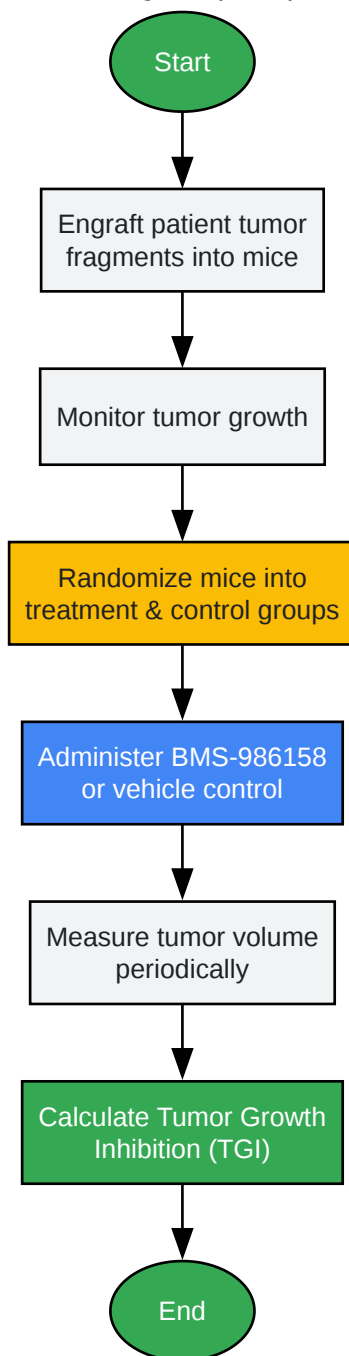 Start
Engraft patient tumor
fragments into mice
Monitor tumor growth
Randomize mice into
treatment & control groups
Administer BMS-986158
or vehicle control
Measure tumor volume
periodically
Calculate Tumor Growth
Inhibition (TGI)
End